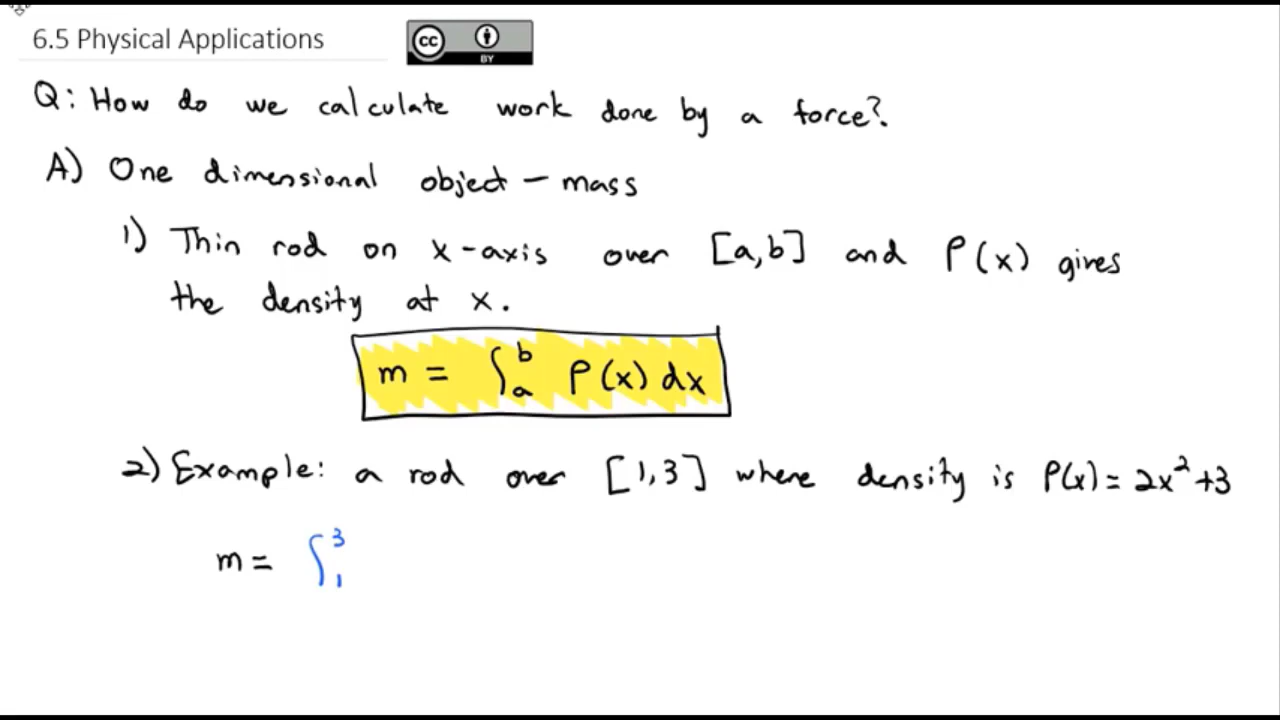 6.5 Physical Applications
cc BY
Q: How do we calculate work done by a force?
A) One dimensional object - mass
1) Thin rod on x-axis over [a,b] and ρ(x) gives
the density at x.
m = ∫ₐᵇ ρ(x) dx
2) Example: a rod over [1,3] where density is ρ(x) = 2x²+3
m = ∫₁³